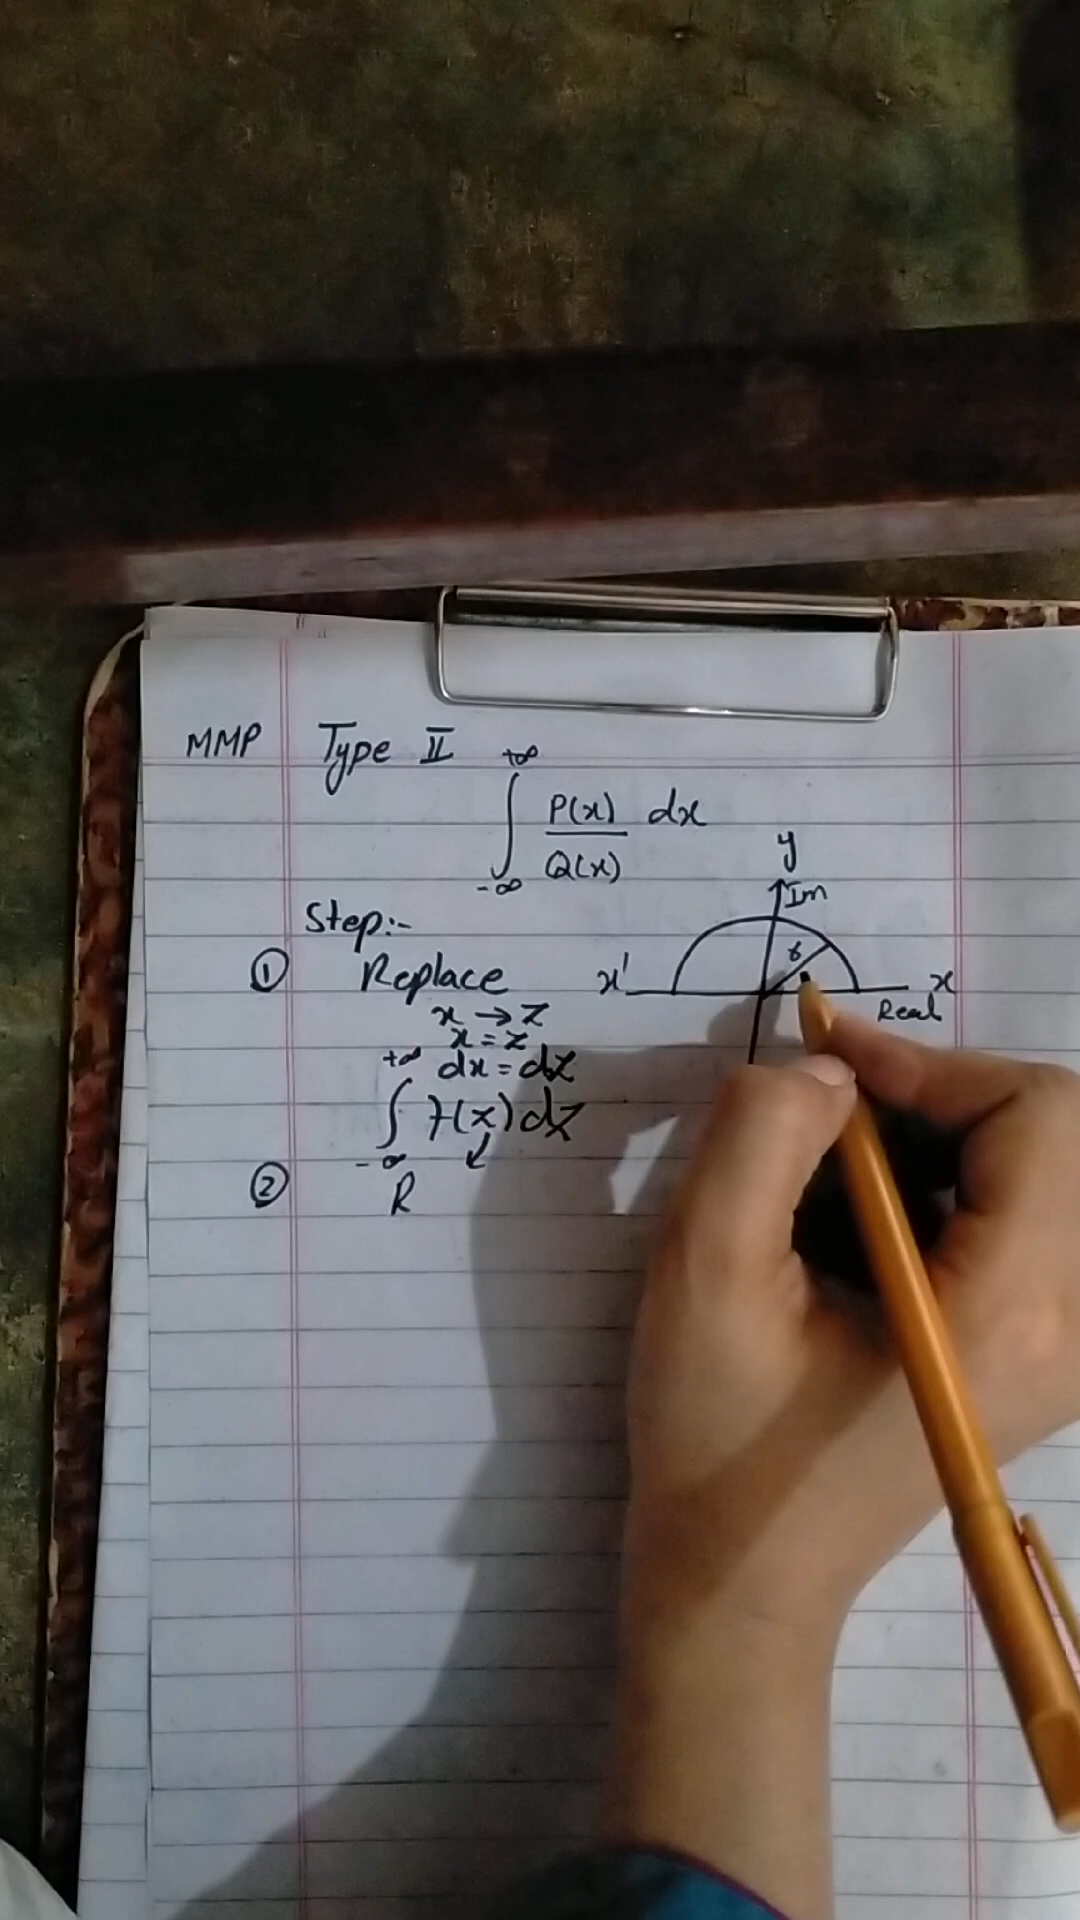 MMP Type II
+∞
∫ P(x) dx
Q(x)
-∞
y
Im
Step:-
① Replace
x' x
Real
r
x → z
x = z
dx = dz
+∞
∫ f(z) dz
-∞
② R